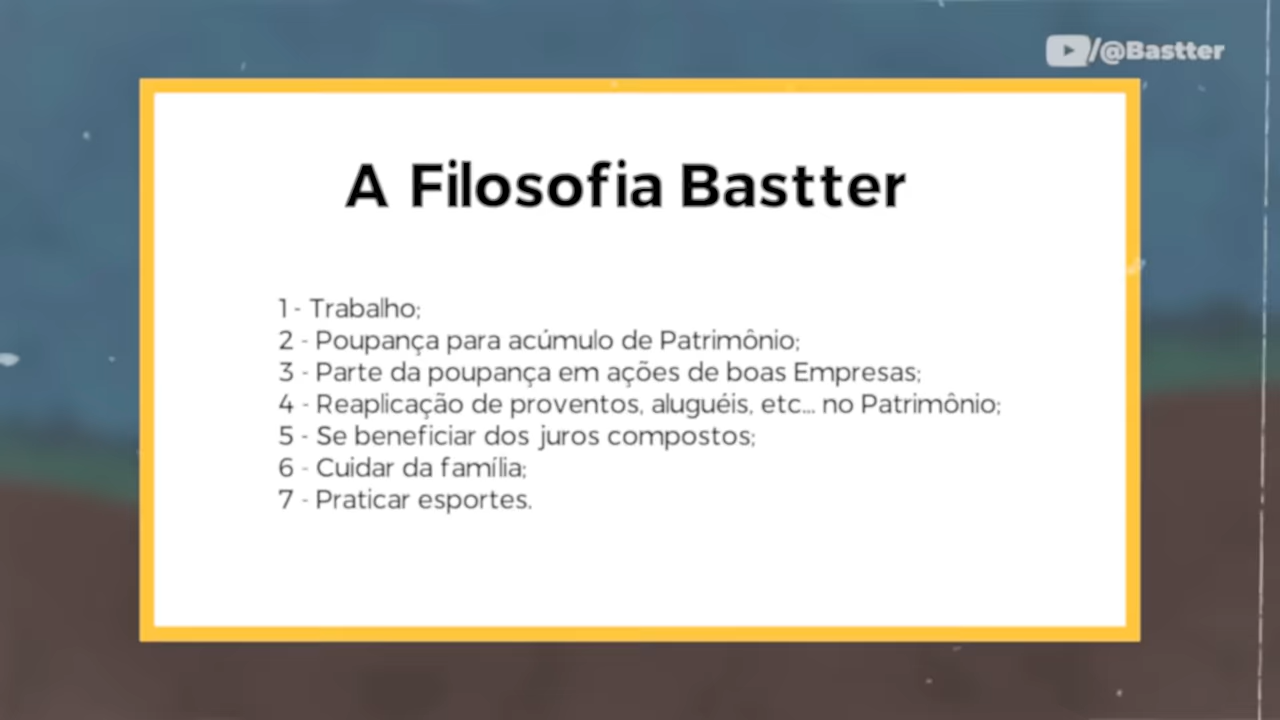 /@Bastter
A Filosofia Bastter
1 - Trabalho;
2 - Poupança para acúmulo de Patrimônio;
3 - Parte da poupança em ações de boas Empresas;
4 - Reaplicação de proventos, aluguéis, etc... no Patrimônio;
5 - Se beneficiar dos juros compostos;
6 - Cuidar da família;
7 - Praticar esportes.